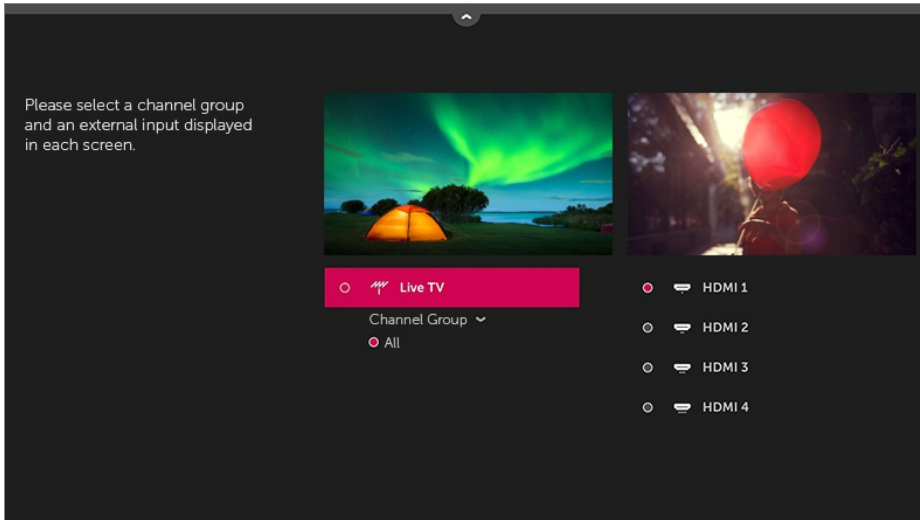 Please select a channel group
and an external input displayed
in each screen.
Live TV
Channel Group
All
HDMI 1
HDMI 2
HDMI 3
HDMI 4